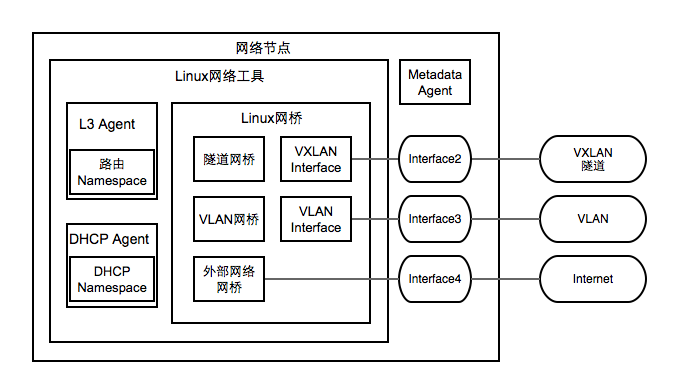 网络节点
Linux网络工具
Metadata
Agent
L3 Agent
路由
Namespace
DHCP Agent
DHCP
Namespace
Linux网桥
隧道网桥
VXLAN
Interface
Interface2
VXLAN
隧道
VLAN网桥
VLAN
Interface
Interface3
VLAN
外部网络
网桥
Interface4
Internet